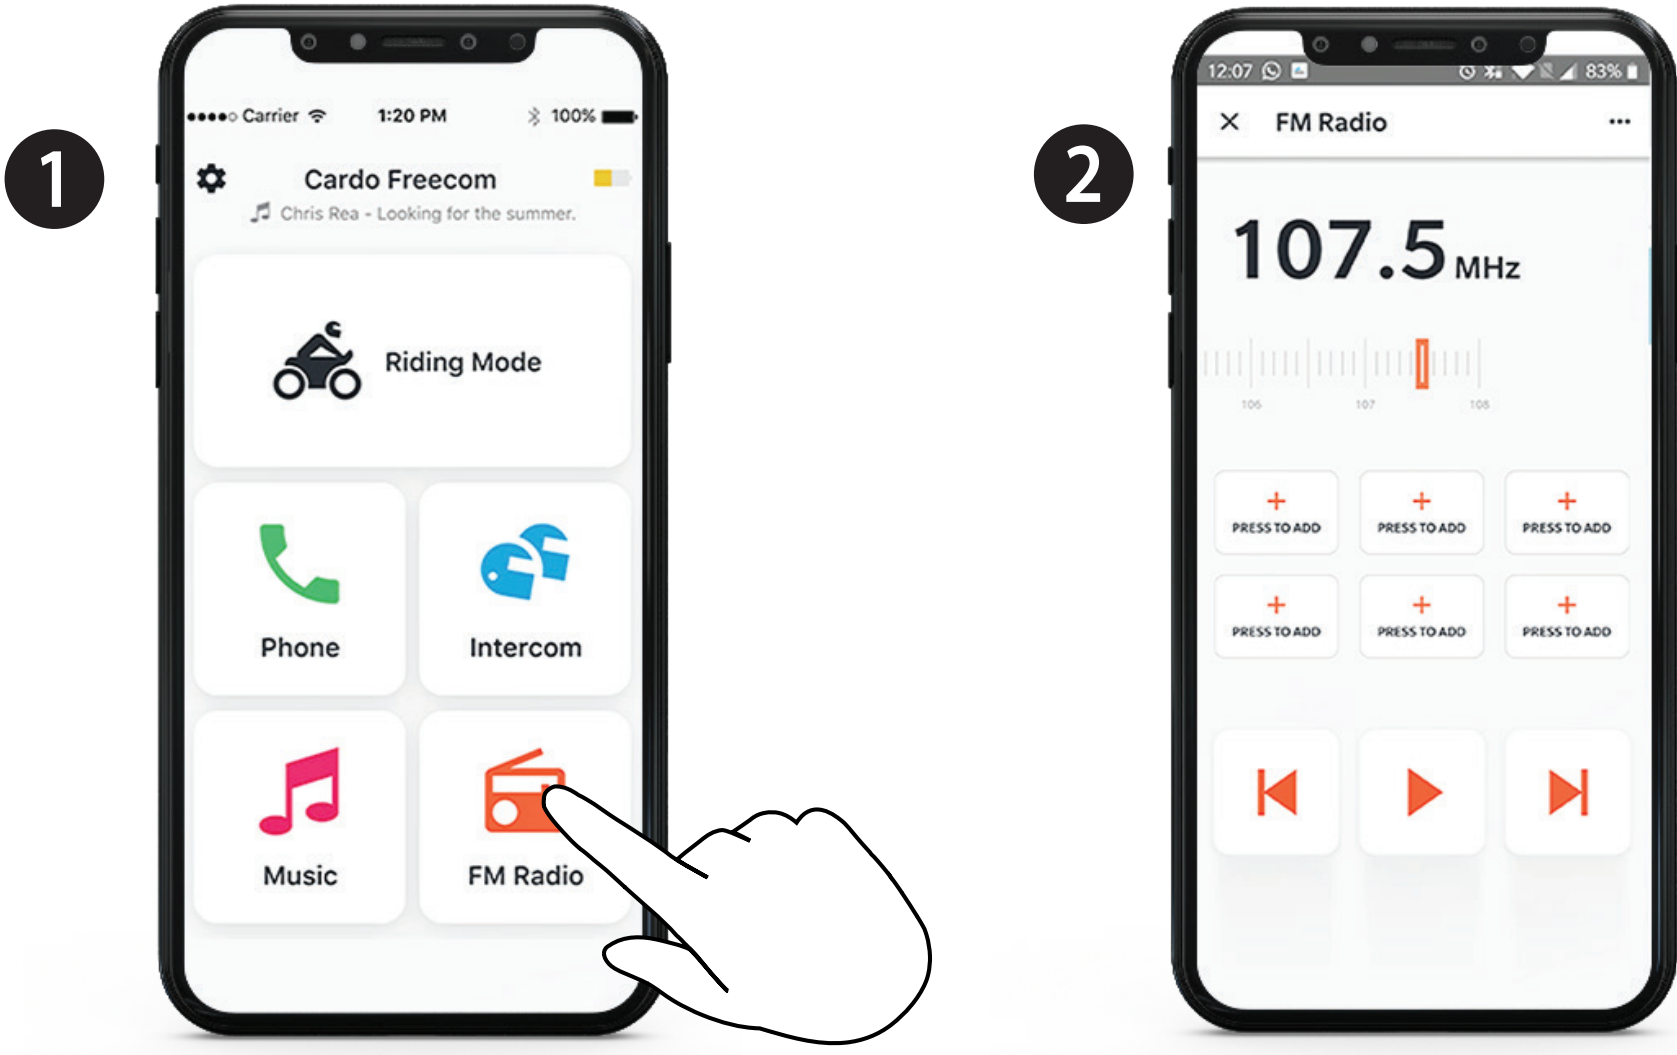 1
Carrier 1:20 PM 100%
Cardo Freecom
Chris Rea - Looking for the summer.
Riding Mode
Phone Intercom
Music FM Radio
2
12:07 83%
FM Radio
107.5 MHz
106 107 108
PRESS TO ADD PRESS TO ADD PRESS TO ADD
PRESS TO ADD PRESS TO ADD PRESS TO ADD